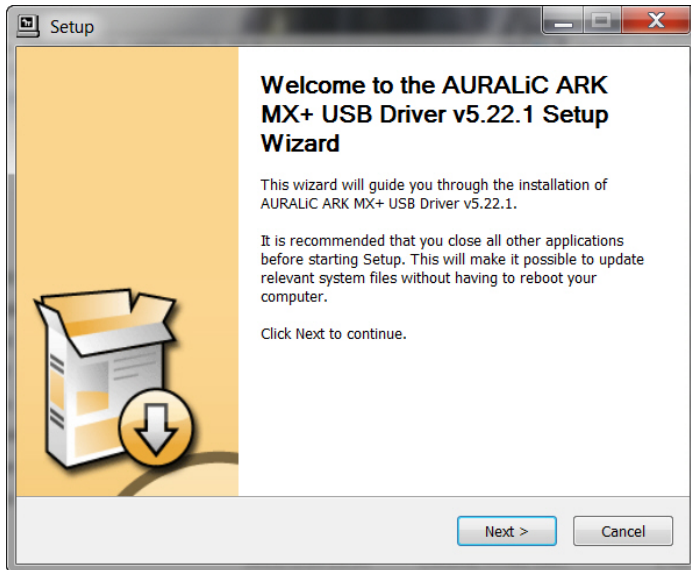 Setup
Welcome to the AURALiC ARK
MX+ USB Driver v5.22.1 Setup
Wizard
This wizard will guide you through the installation of
AURALiC ARK MX+ USB Driver v5.22.1.
It is recommended that you close all other applications
before starting Setup. This will make it possible to update
relevant system files without having to reboot your
computer.
Click Next to continue.
Next >
Cancel